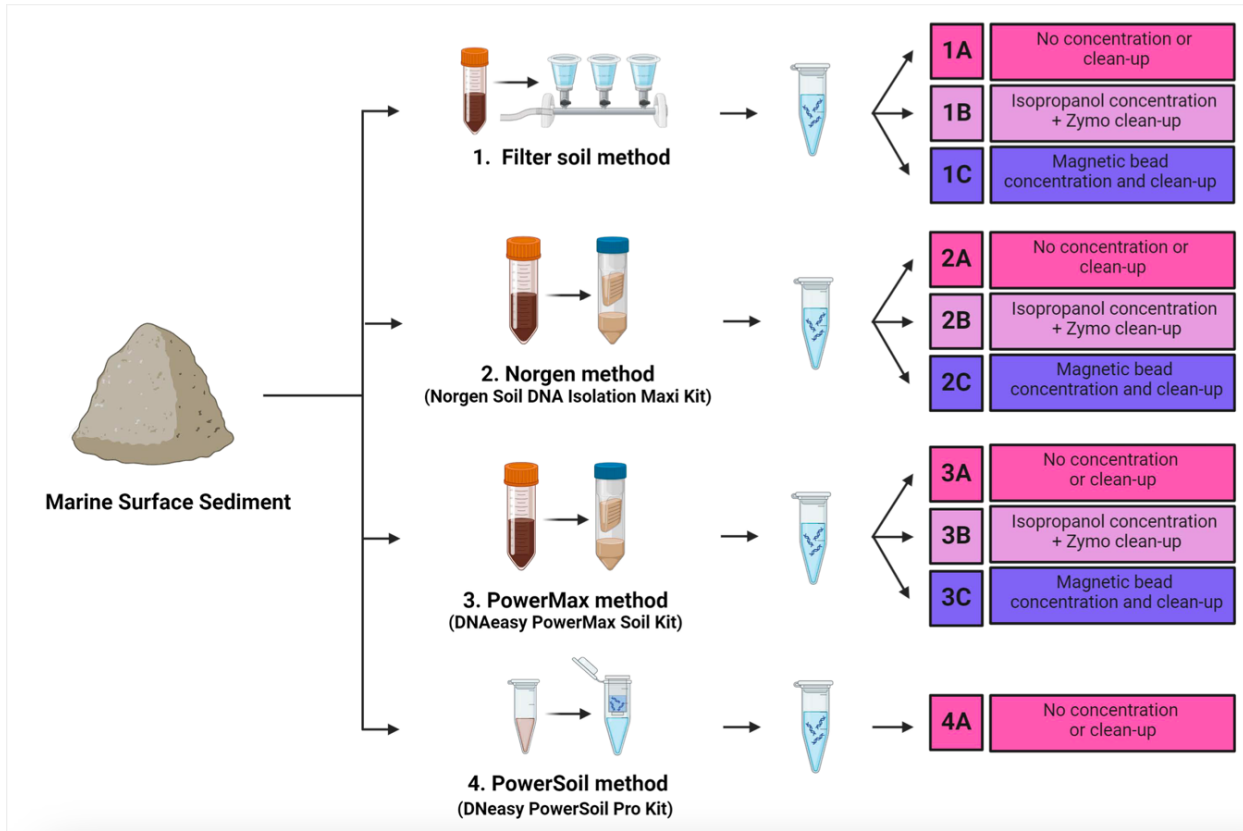 1A
No concentration or
clean-up
1B
Isopropanol concentration
+ Zymo clean-up
1C
Magnetic bead
concentration and clean-up
1. Filter soil method
2A
No concentration or
clean-up
2B
Isopropanol concentration
+ Zymo clean-up
2C
Magnetic bead
concentration and clean-up
2. Norgen method
(Norgen Soil DNA Isolation Maxi Kit)
Marine Surface Sediment
3A
No concentration
or clean-up
3B
Isopropanol concentration
+ Zymo clean-up
3C
Magnetic bead
concentration and clean-up
3. PowerMax method
(DNAeasy PowerMax Soil Kit)
4A
No concentration
or clean-up
4. PowerSoil method
(DNeasy PowerSoil Pro Kit)